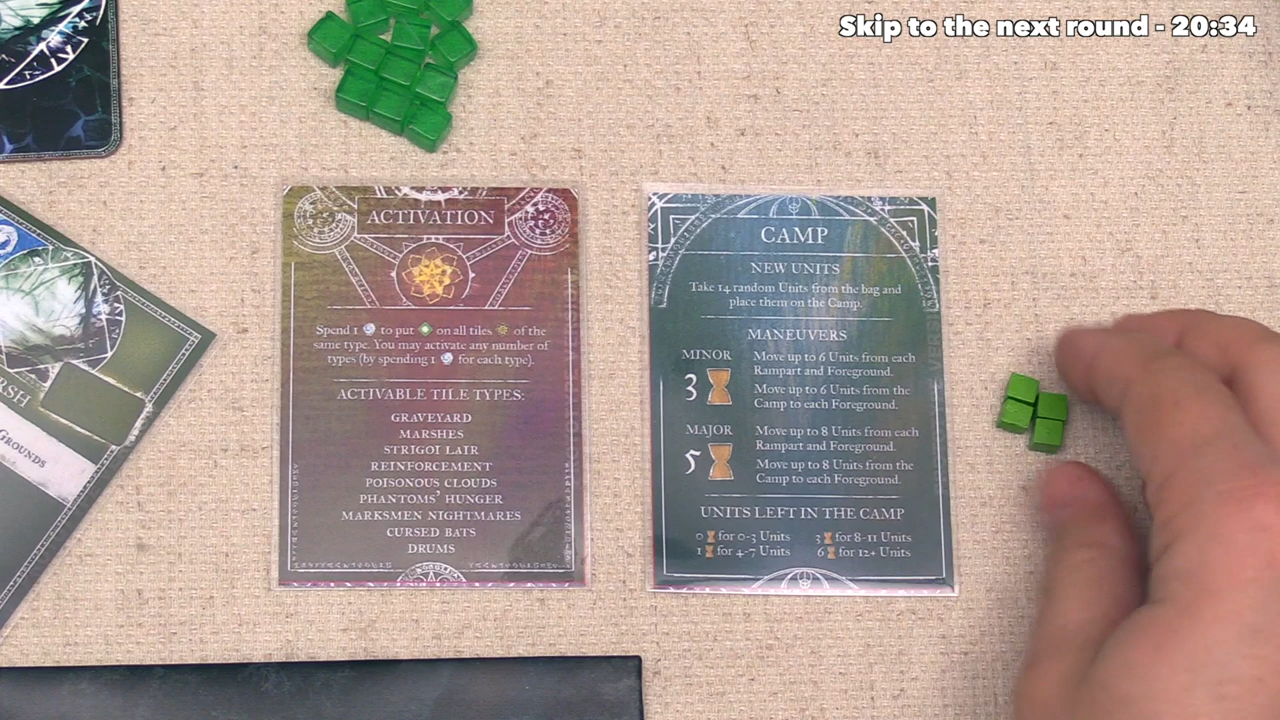 Skip to the next round - 20:34
ACTIVATION
Spend 1 to put on all tiles of the
same type. You may activate any number of
types (by spending 1 for each type).
ACTIVABLE TILE TYPES:
GRAVEYARD
MARSHES
STRIGOI LAIR
REINFORCEMENT
POISONOUS CLOUDS
PHANTOMS' HUNGER
MARKSMEN NIGHTMARES
CURSED BATS
DRUMS
CAMP
NEW UNITS
Take 14 random Units from the bag and
place them on the Camp.
MANEUVERS
MINOR
3
Move up to 6 Units from each
Rampart and Foreground.
Move up to 6 Units from the
Camp to each Foreground.
MAJOR
5
Move up to 8 Units from each
Rampart and Foreground.
Move up to 8 Units from the
Camp to each Foreground.
UNITS LEFT IN THE CAMP
0 for 0-3 Units 3 for 8-11 Units
1 for 4-7 Units 6 for 12+ Units